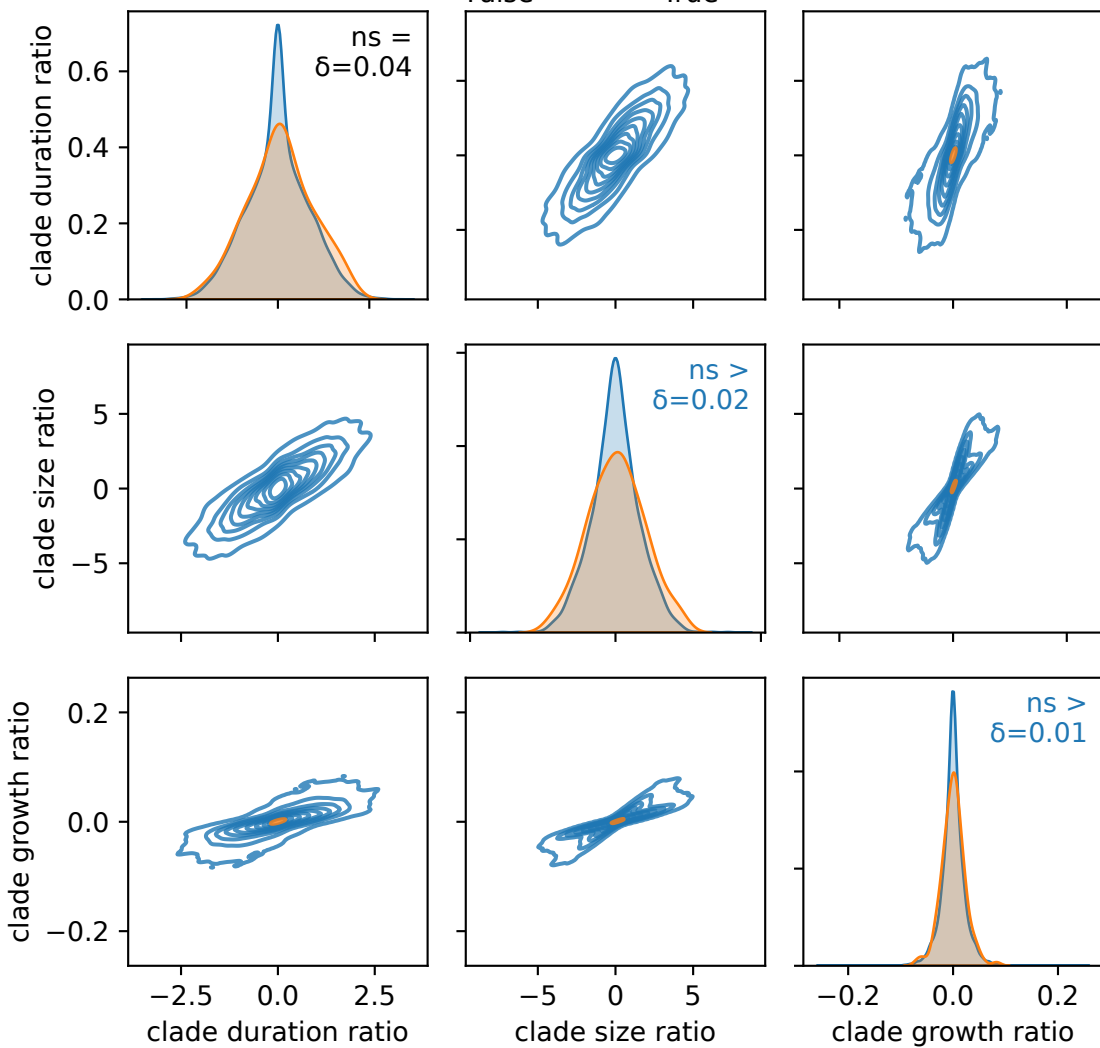 clade duration ratio
0.6
0.4
0.2
0.0
ns =
δ=0.04
clade size ratio
5
0
−5
ns >
δ=0.02
clade growth ratio
0.2
0.0
−0.2
ns >
δ=0.01
−2.5 0.0 2.5
−5 0 5
−0.2 0.0 0.2
clade duration ratio
clade size ratio
clade growth ratio